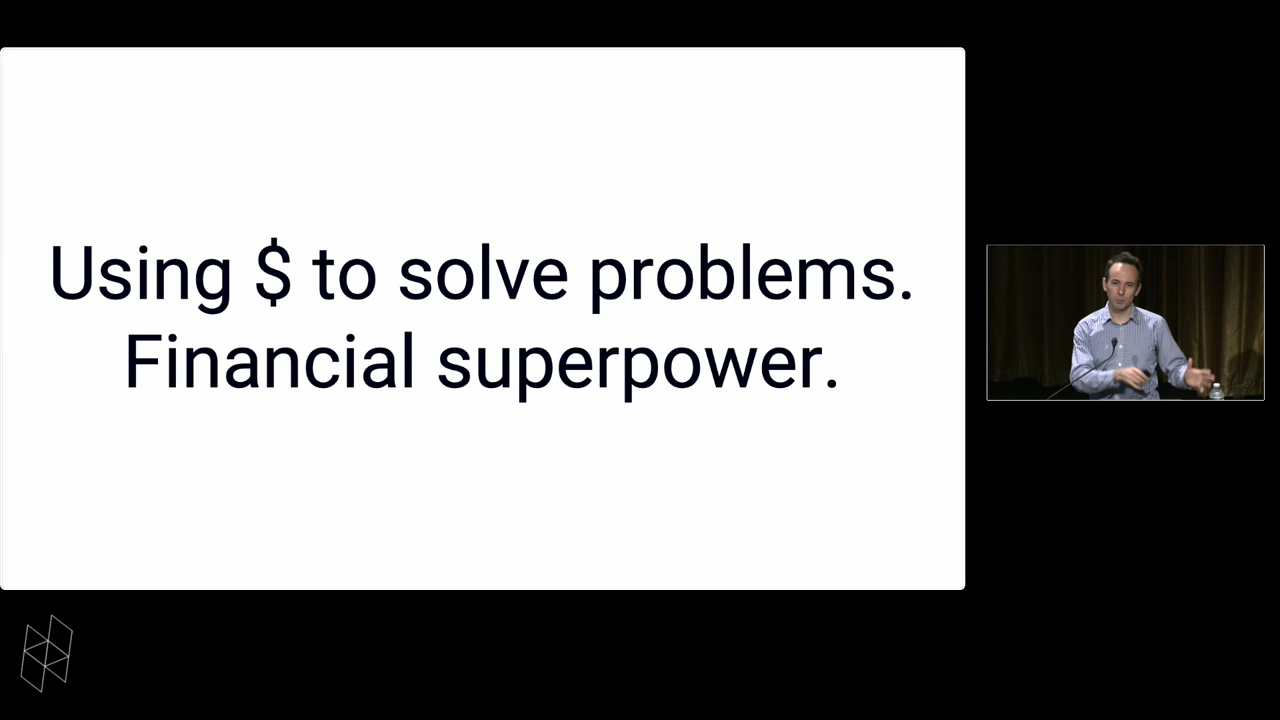 Using $ to solve problems.
Financial superpower.